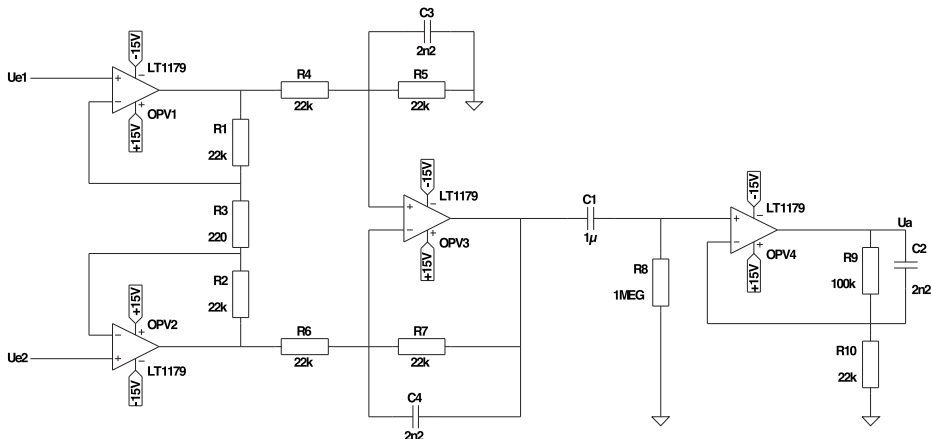 C3
2n2
-15V
LT1179
Ue1
OPV1
+15V
R4
22k
R5
22k
R1
22k
R3
220
-15V
LT1179
OPV3
+15V
C1
1µ
-15V
LT1179
OPV4
+15V
Ua
C2
2n2
R9
100k
R8
1MEG
R2
22k
+15V
OPV2
Ue2
LT1179
-15V
R6
22k
R7
22k
R10
22k
C4
2n2